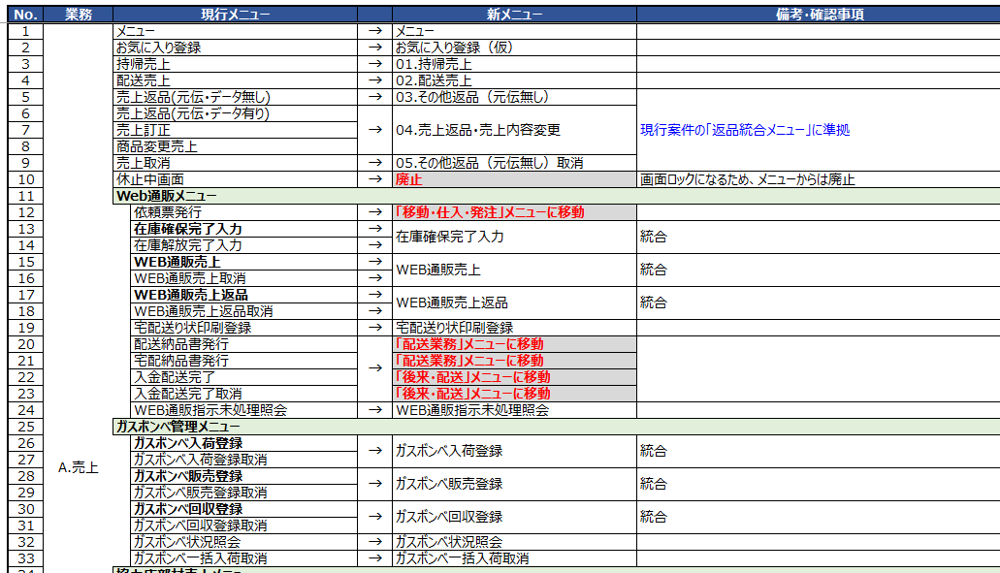 No. 業務 現行メニュー 新メニュー 備考・確認事項
1 メニュー → メニュー
2 お気に入り登録 → お気に入り登録（仮）
3 持帰売上 → 01.持帰売上
4 配送売上 → 02.配送売上
5 売上返品(元伝・データ無し) → 03.その他返品（元伝無し）
6 売上返品(元伝・データ有り)
7 売上訂正 → 04.売上返品・売上内容変更 現行案件の「返品統合メニュー」に準拠
8 商品変更売上
9 売上取消 → 05.その他返品（元伝無し）取消
10 休止中画面 → 廃止 画面ロックになるため、メニューからは廃止
11 Web通販メニュー
12 依頼票発行 → 「移動・仕入・発注」メニューに移動
13 在庫確保完了入力 → 在庫確保完了入力 統合
14 在庫解放完了入力 →
15 WEB通販売上 → WEB通販売上 統合
16 WEB通販売上取消 →
17 WEB通販売上返品 → WEB通販売上返品 統合
18 WEB通販売上返品取消 →
19 宅配送り状印刷登録 → 宅配送り状印刷登録
20 配送納品書発行 「配送業務」メニューに移動
21 宅配納品書発行 → 「配送業務」メニューに移動
22 入金配送完了 「後来・配送」メニューに移動
23 入金配送完了取消 「後来・配送」メニューに移動
24 WEB通販指示未処理照会 → WEB通販指示未処理照会
25 ガスボンベ管理メニュー
26 ガスボンベ入荷登録 → ガスボンベ入荷登録 統合
27 ガスボンベ入荷登録取消
A.売上
28 ガスボンベ販売登録 → ガスボンベ販売登録 統合
29 ガスボンベ販売登録取消
30 ガスボンベ回収登録 → ガスボンベ回収登録 統合
31 ガスボンベ回収登録取消
32 ガスボンベ状況照会 → ガスボンベ状況照会
33 ガスボンベ一括入荷取消 → ガスボンベ一括入荷取消